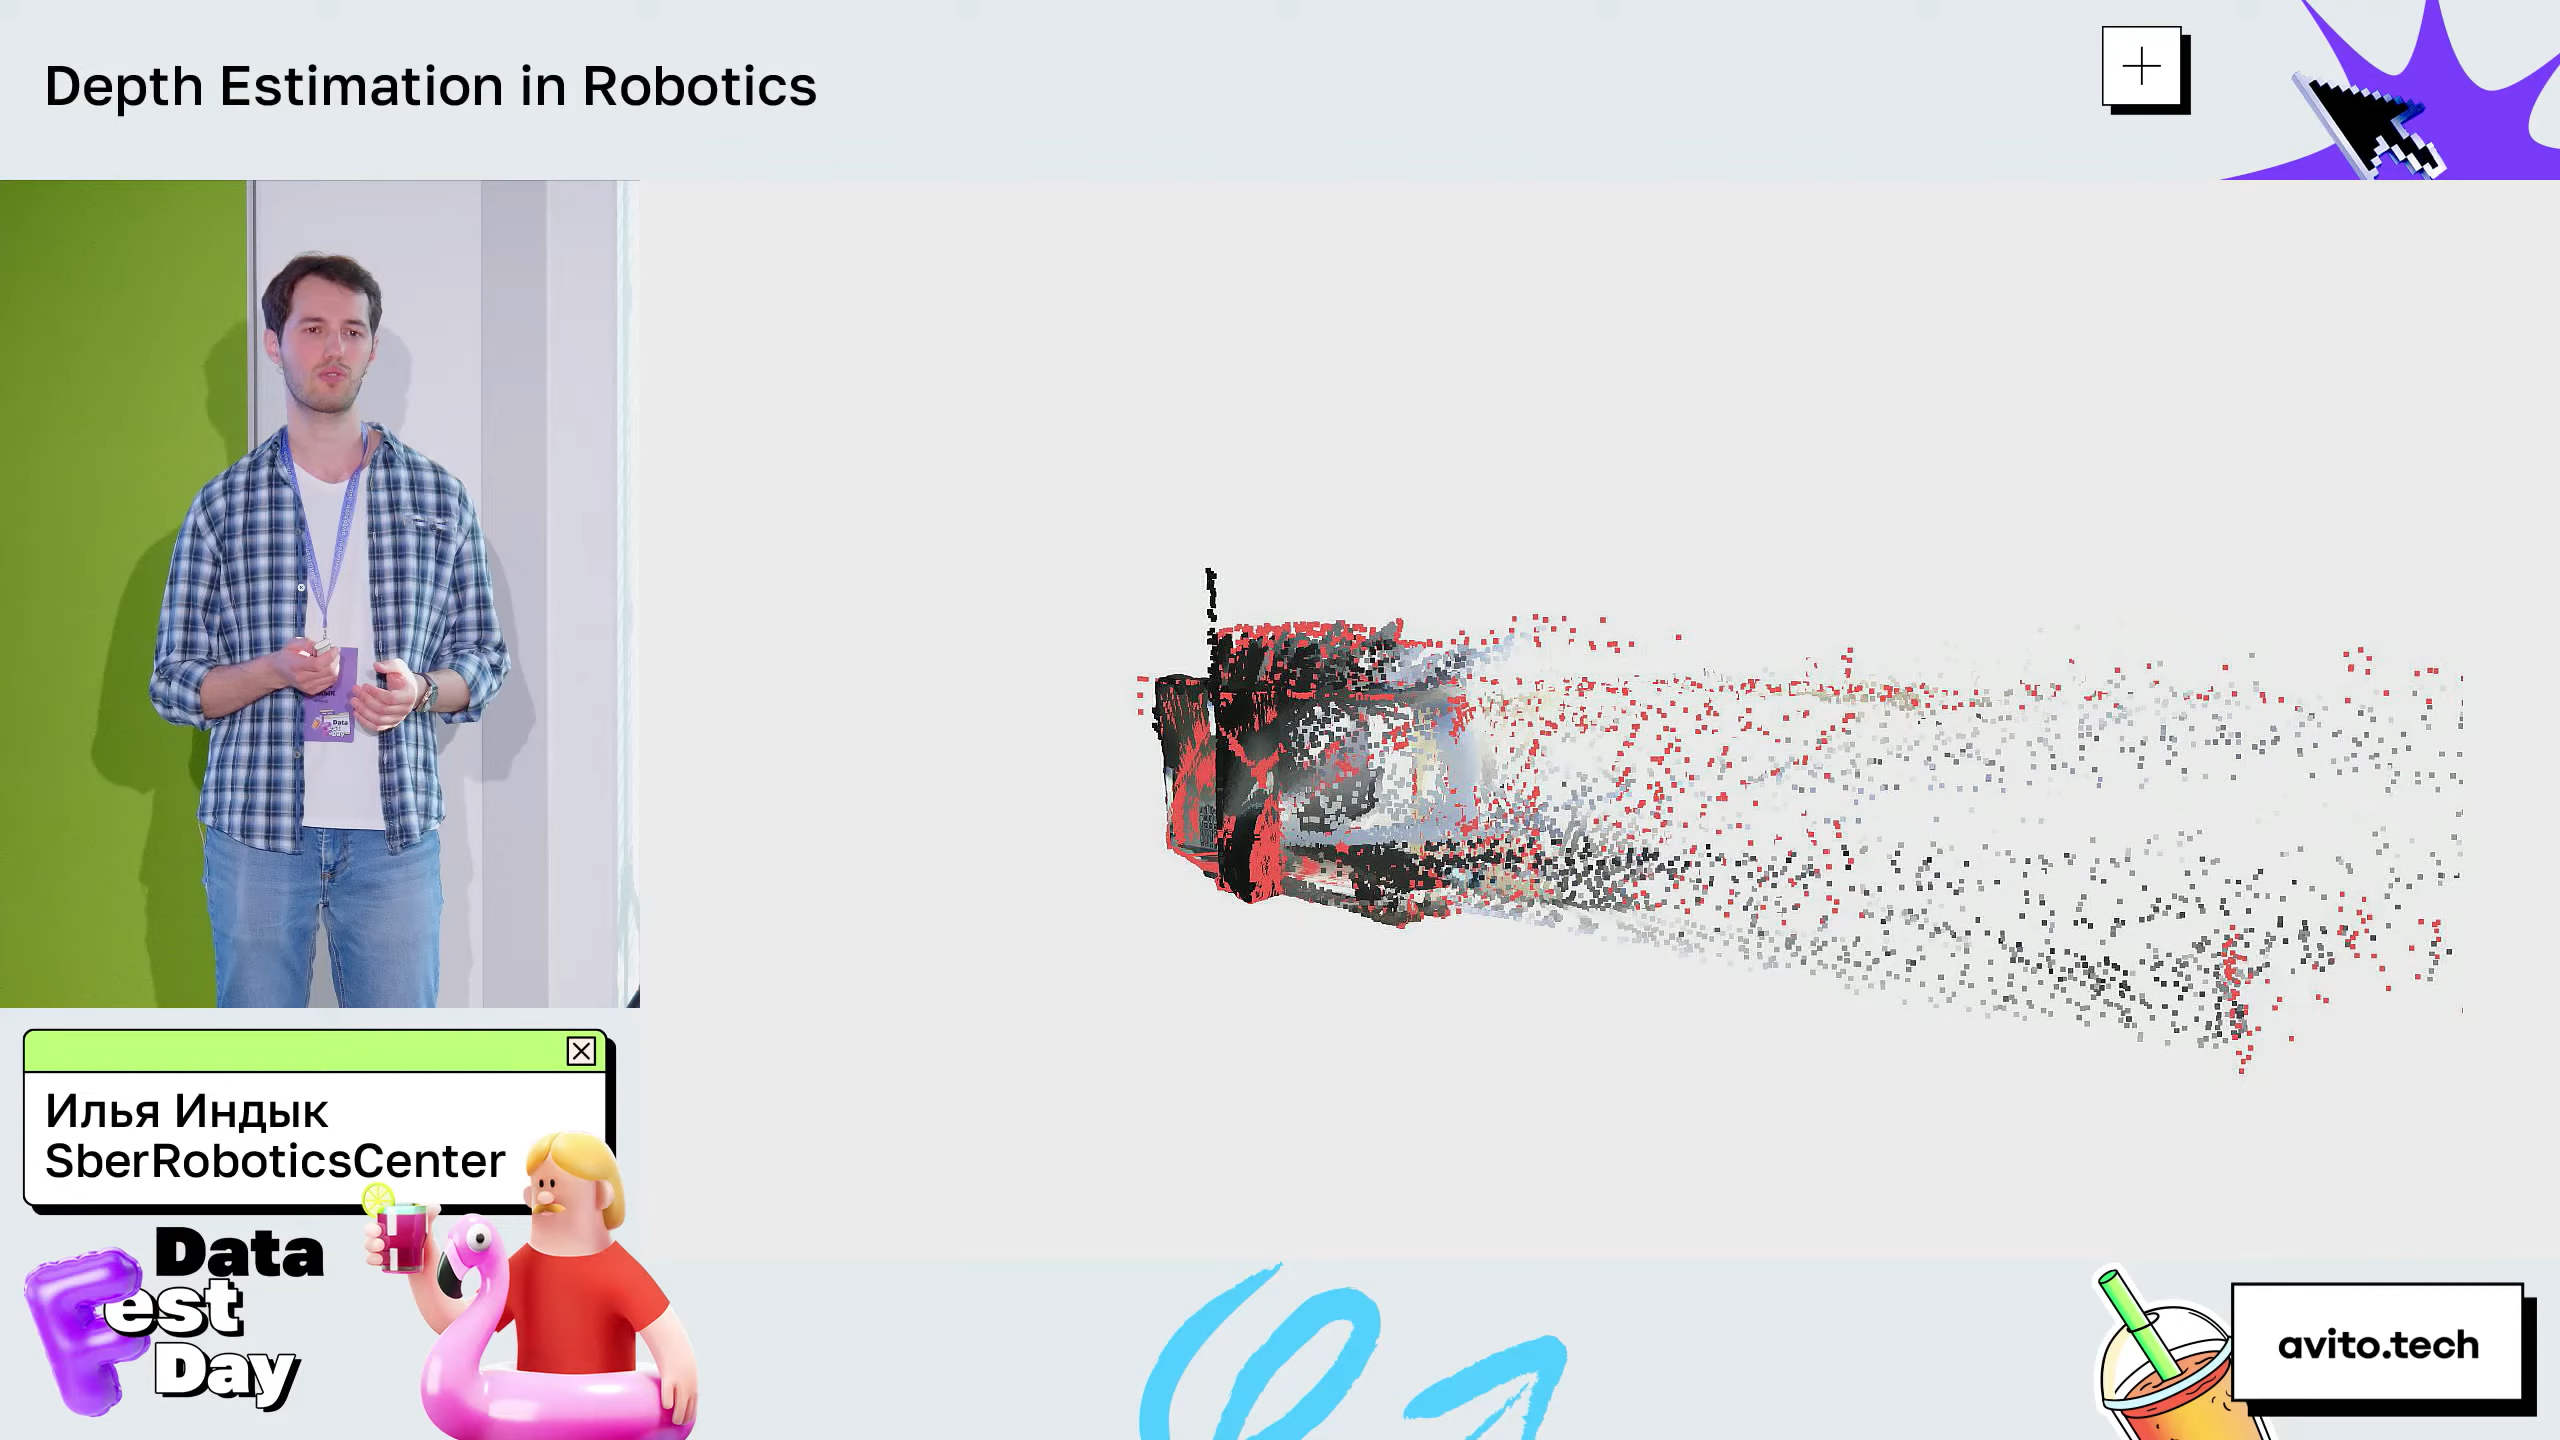 Depth Estimation in Robotics
Илья Индык
SberRoboticsCenter
Data
Fest
Day
avito.tech